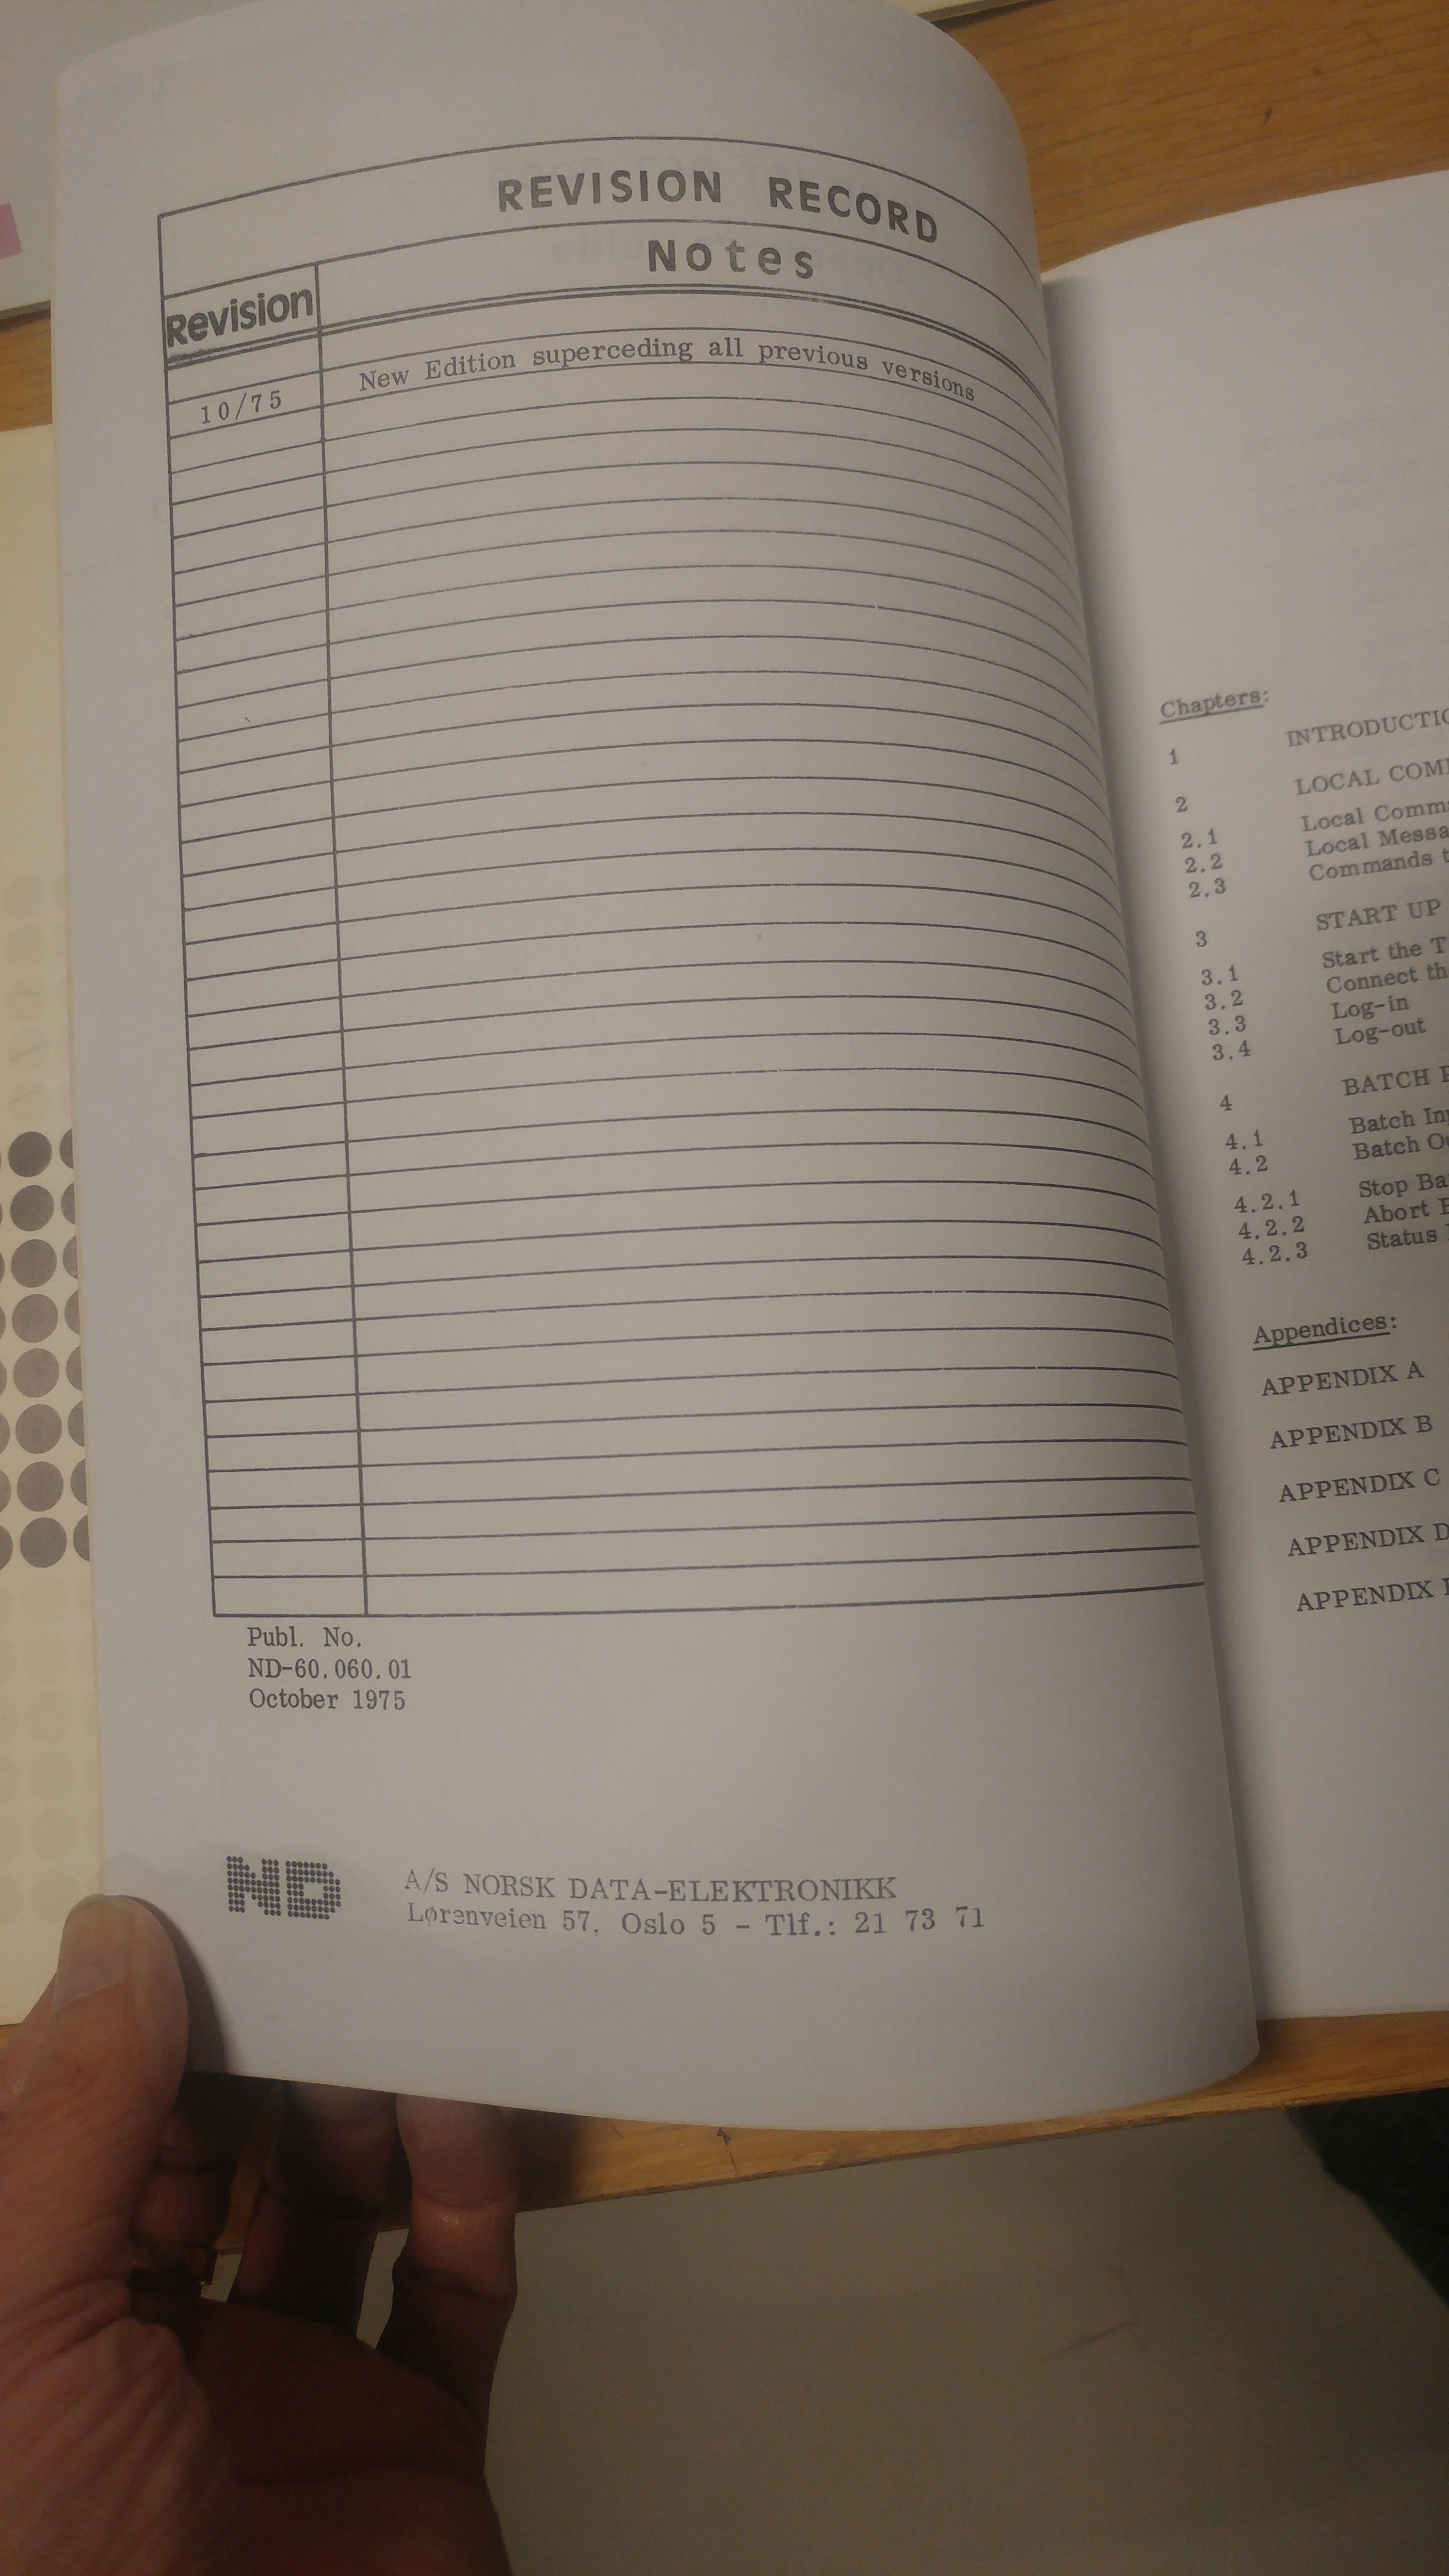 REVISION RECORD
Notes
Revision
10/75 New Edition superceding all previous versions
Publ. No.
ND-60.060.01
October 1975
ND
A/S NORSK DATA-ELEKTRONIKK
Lørenveien 57, Oslo 5 - Tlf.: 21 73 71
Chapters:
1 INTRODUCTIO
2 LOCAL COM
2.1 Local Comm
2.2 Local Messa
2.3 Commands t
3 START UP
3.1 Start the T
3.2 Connect th
3.3 Log-in
3.4 Log-out
4 BATCH
4.1 Batch In
4.2 Batch O
4.2.1 Stop Ba
4.2.2 Abort
4.2.3 Status
Appendices:
APPENDIX A
APPENDIX B
APPENDIX C
APPENDIX D
APPENDIX